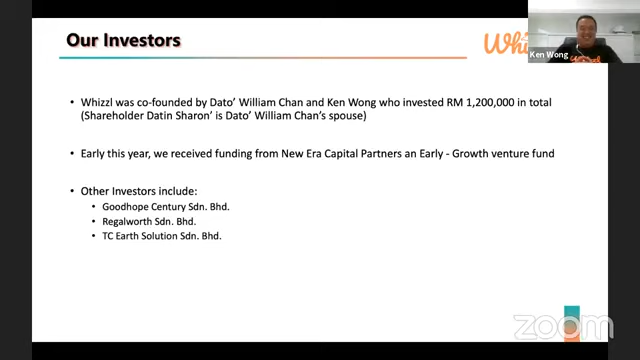 Our Investors
Ken Wong
• Whizzl was co-founded by Dato’ William Chan and Ken Wong who invested RM 1,200,000 in total
(Shareholder Datin Sharon’ is Dato’ William Chan’s spouse)
• Early this year, we received funding from New Era Capital Partners an Early - Growth venture fund
• Other Investors include:
• Goodhope Century Sdn. Bhd.
• Regalworth Sdn. Bhd.
• TC Earth Solution Sdn. Bhd.
zoom